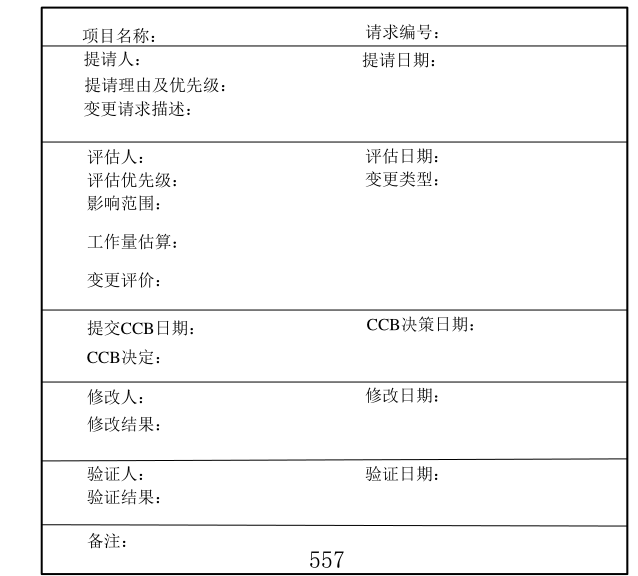 项目名称： 请求编号：
提请人： 提请日期：
提请理由及优先级：
变更请求描述：
评估人： 评估日期：
评估优先级： 变更类型：
影响范围：
工作量估算：
变更评价：
提交CCB日期： CCB决策日期：
CCB决定：
修改人： 修改日期：
修改结果：
验证人： 验证日期：
验证结果：
备注：
557